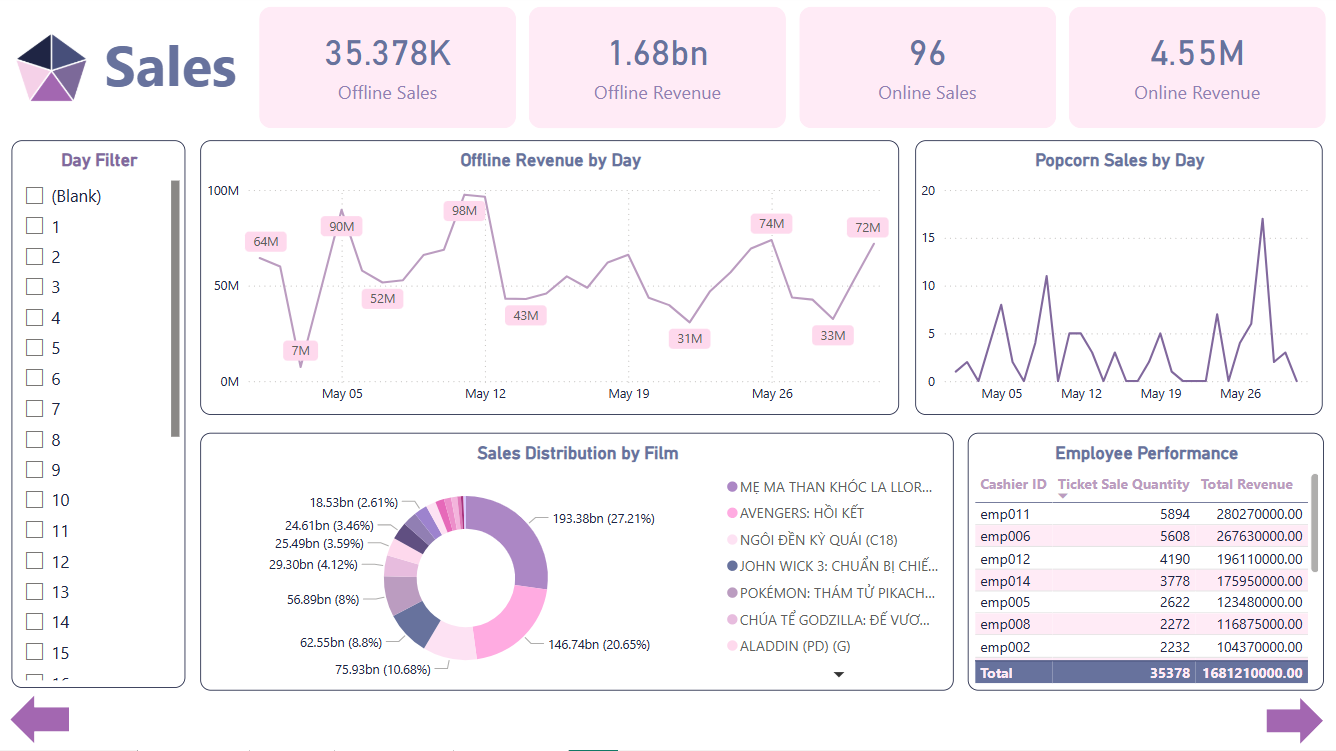 Sales
35.378K
Offline Sales
1.68bn
Offline Revenue
96
Online Sales
4.55M
Online Revenue
Day Filter
(Blank)
1
2
3
4
5
6
7
8
9
10
11
12
13
14
15
Offline Revenue by Day
100M
50M
0M
64M
7M
90M
52M
98M
43M
31M
74M
33M
72M
May 05
May 12
May 19
May 26
Popcorn Sales by Day
20
15
10
5
0
May 05
May 12
May 19
May 26
Sales Distribution by Film
193.38bn (27.21%)
146.74bn (20.65%)
75.93bn (10.68%)
62.55bn (8.8%)
56.89bn (8%)
29.30bn (4.12%)
25.49bn (3.59%)
24.61bn (3.46%)
18.53bn (2.61%)
MẸ MA THAN KHÓC LA LLOR...
AVENGERS: HỒI KẾT
NGÔI ĐỀN KỲ QUÁI (C18)
JOHN WICK 3: CHUẨN BỊ CHIẾ...
POKÉMON: THÁM TỬ PIKACH...
CHÚA TỂ GODZILLA: ĐẾ VƯƠ...
ALADDIN (PD) (G)
Employee Performance
Cashier ID Ticket Sale Quantity Total Revenue
emp011 5894 280270000.00
emp006 5608 267630000.00
emp012 4190 196110000.00
emp014 3778 175950000.00
emp005 2622 123480000.00
emp008 2272 116875000.00
emp002 2232 104370000.00
Total 35378 1681210000.00